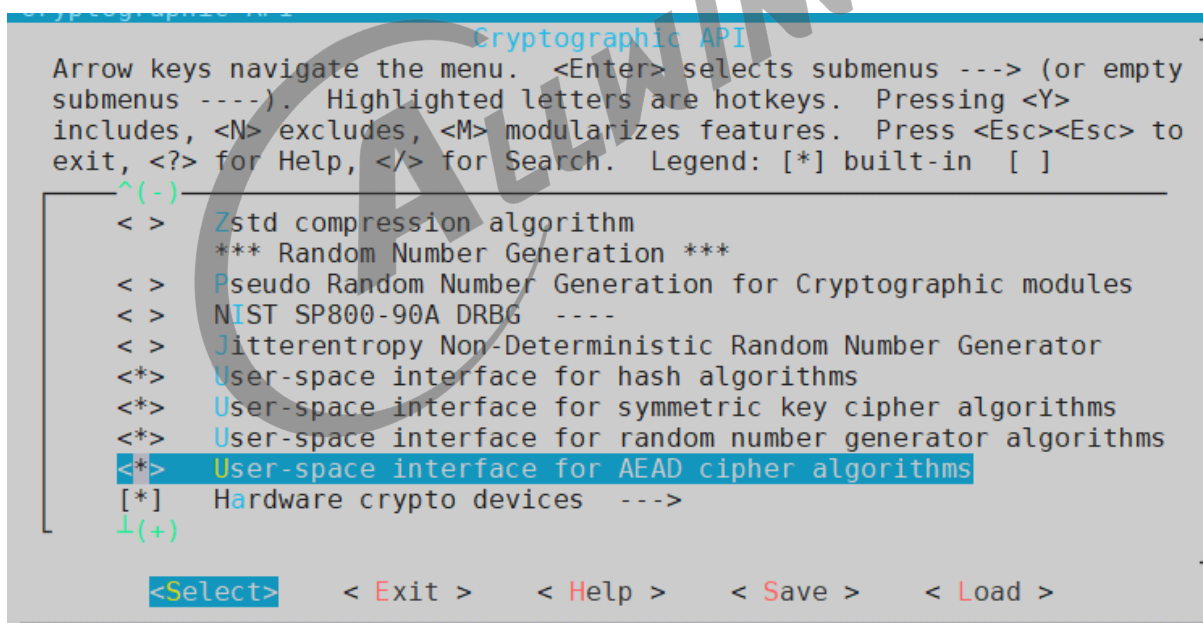 Cryptographic API
Cryptographic API
Arrow keys navigate the menu.  <Enter> selects submenus ---> (or empty
submenus ----).  Highlighted letters are hotkeys.  Pressing <Y>
includes, <N> excludes, <M> modularizes features.  Press <Esc><Esc> to
exit, <?> for Help, </> for Search.  Legend: [*] built-in  [ ]
^(-)
< >   Zstd compression algorithm
*** Random Number Generation ***
< >   Pseudo Random Number Generation for Cryptographic modules
< >   NIST SP800-90A DRBG  ----
< >   Jitterentropy Non-Deterministic Random Number Generator
<*>   User-space interface for hash algorithms
<*>   User-space interface for symmetric key cipher algorithms
<*>   User-space interface for random number generator algorithms
<*>   User-space interface for AEAD cipher algorithms
[*]   Hardware crypto devices  --->
┴(+)
<Select>    < Exit >    < Help >    < Save >    < Load >